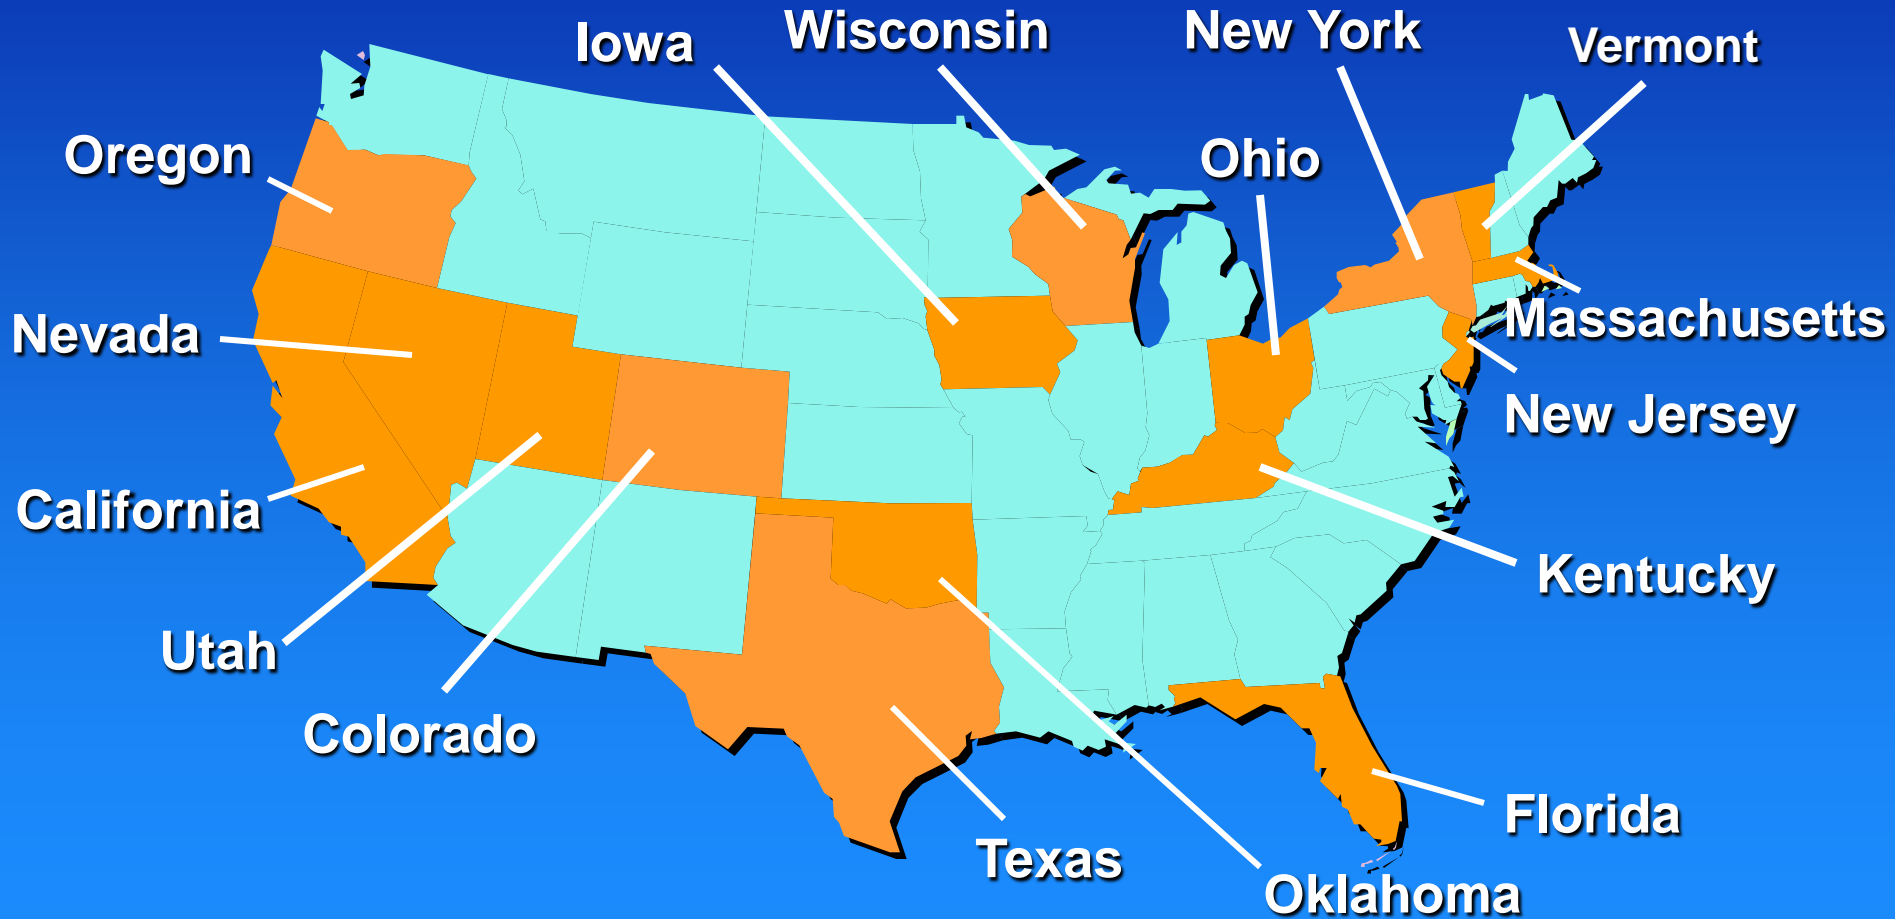 Iowa
Wisconsin
New York
Vermont
Oregon
Ohio
Nevada
Massachusetts
New Jersey
California
Kentucky
Utah
Colorado
Florida
Texas
Oklahoma